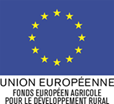 UNION EUROPÉENNE
FONDS EUROPÉEN AGRICOLE
POUR LE DÉVELOPPEMENT RURAL